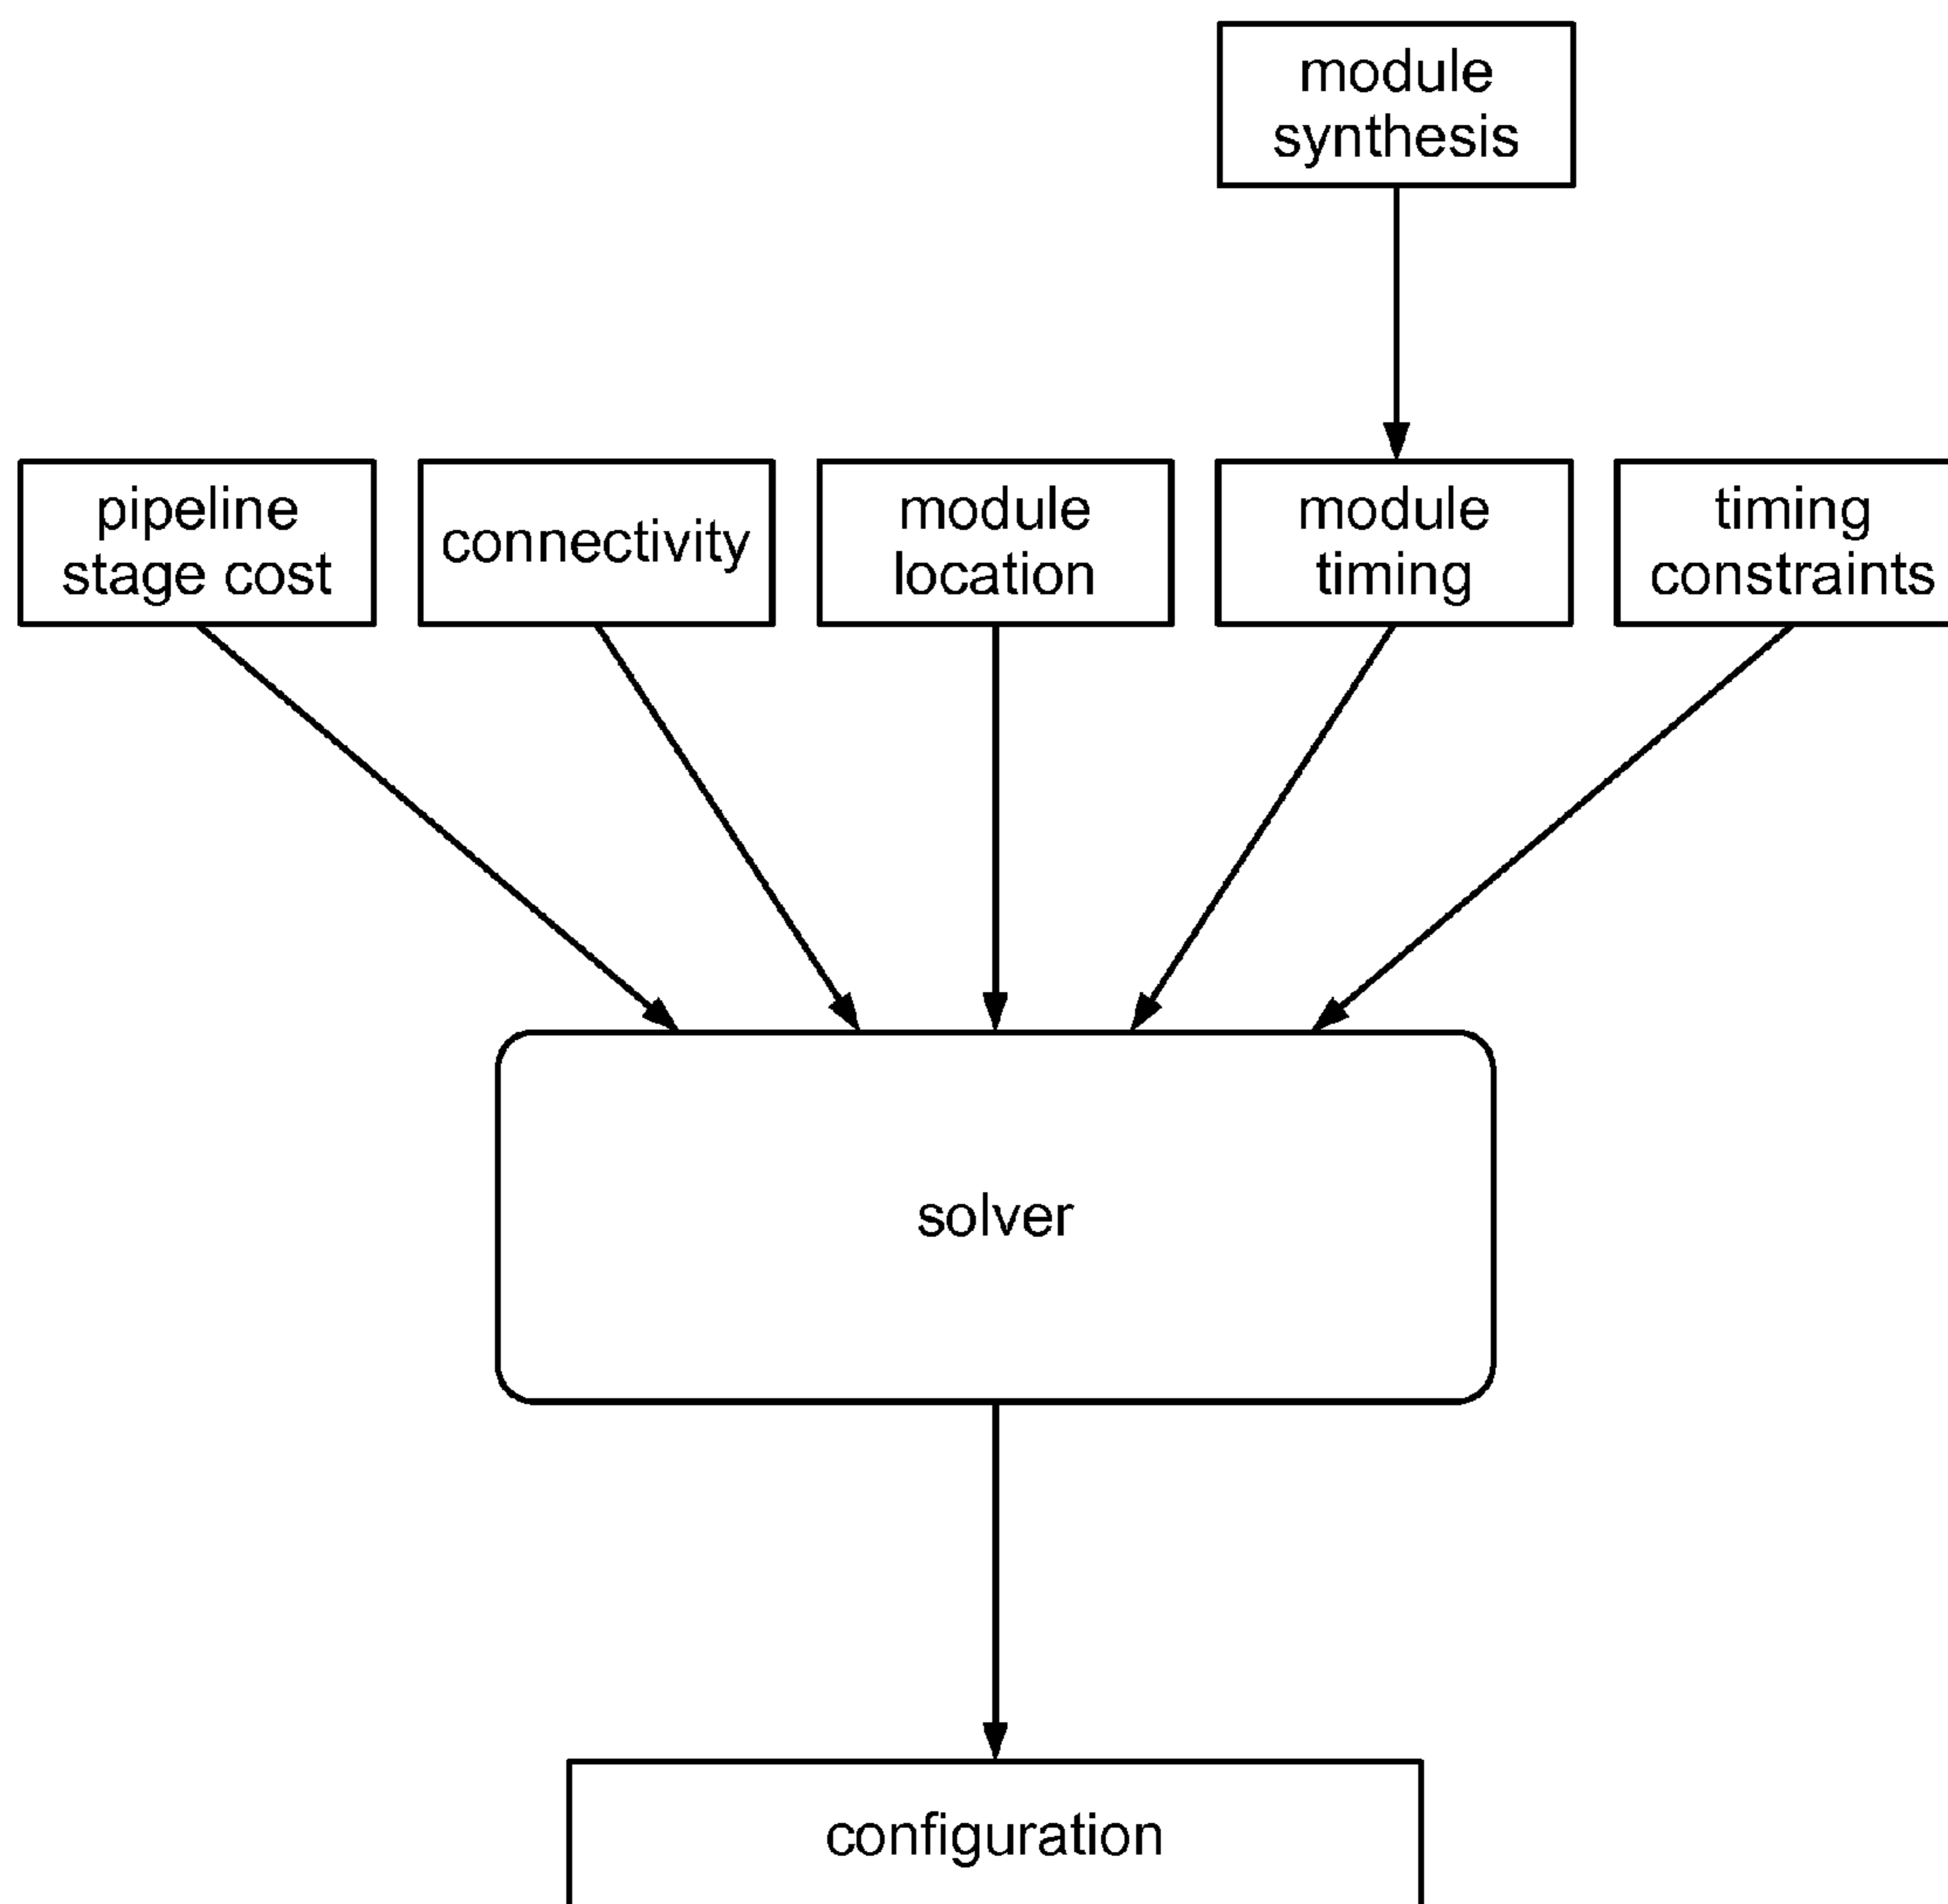 module
synthesis
pipeline
stage cost
connectivity
module
location
module
timing
timing
constraints
solver
configuration